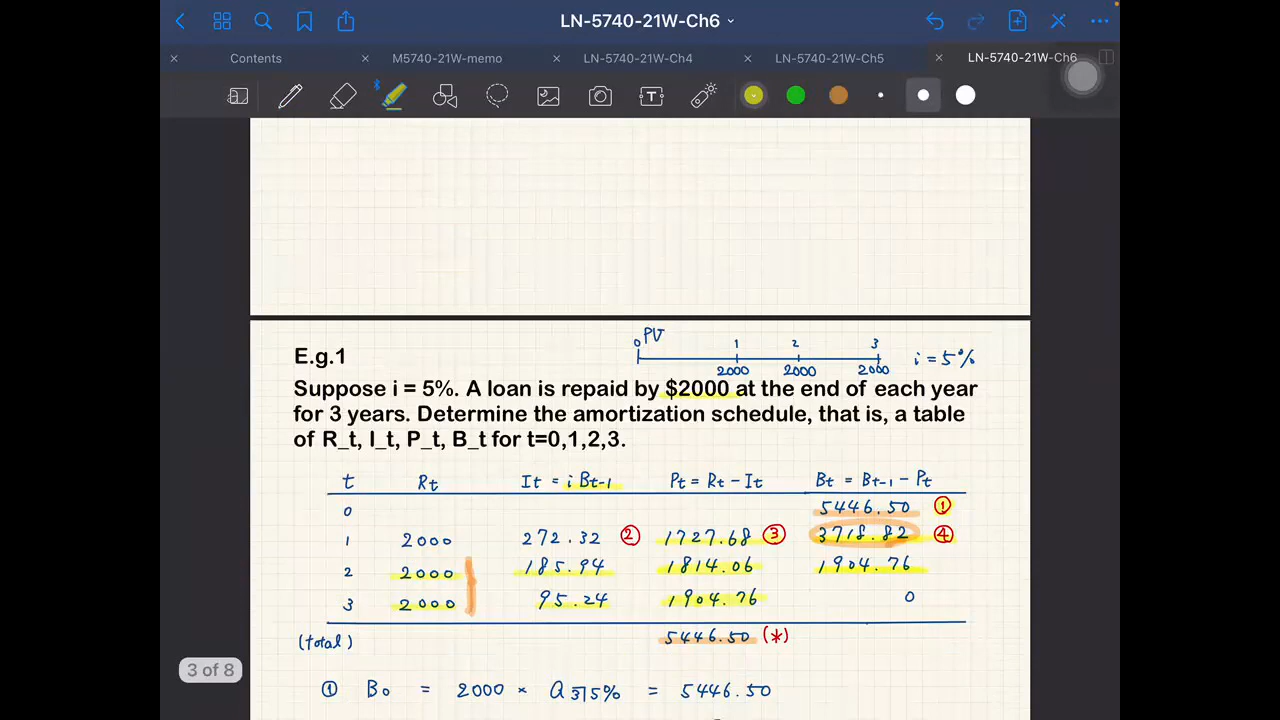 LN-5740-21W-Ch6
Contents
M5740-21W-memo
LN-5740-21W-Ch4
LN-5740-21W-Ch5
LN-5740-21W-Ch6
T
PV
0 1 2 3
2000 2000 2000
i = 5%
E.g.1
Suppose i = 5%. A loan is repaid by $2000 at the end of each year
for 3 years. Determine the amortization schedule, that is, a table
of R_t, I_t, P_t, B_t for t=0,1,2,3.
t Rt It = i Bt-1 Pt = Rt - It Bt = Bt-1 - Pt
0 5446.50 ①
1 2000 272.32 ② 1727.68 ③ 3718.82 ④
2 2000 185.94 1814.06 1904.76
3 2000 95.24 1904.76 0
(total) 5446.50 (*)
3 of 8
① B0 = 2000 × a3̅|5% = 5446.50